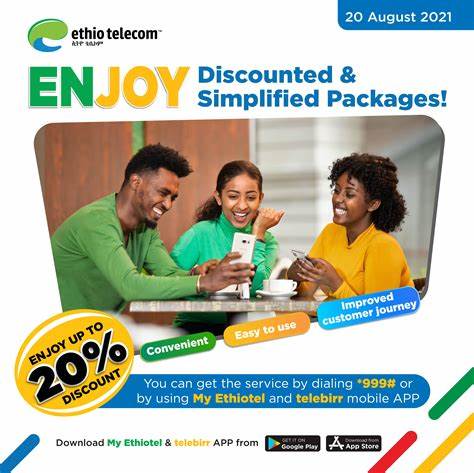 20 August 2021
ethio telecom™
ኢትዮ ቴሌኮም
ENJOY Discounted &
Simplified Packages!
Convenient
Easy to use
Improved
customer journey
ENJOY UP TO
20%
DISCOUNT
You can get the service by dialing *999# or
by using My Ethiotel and telebirr mobile APP
Download My Ethiotel & telebirr APP from
GET IT ON
Google Play
Download from
App Store